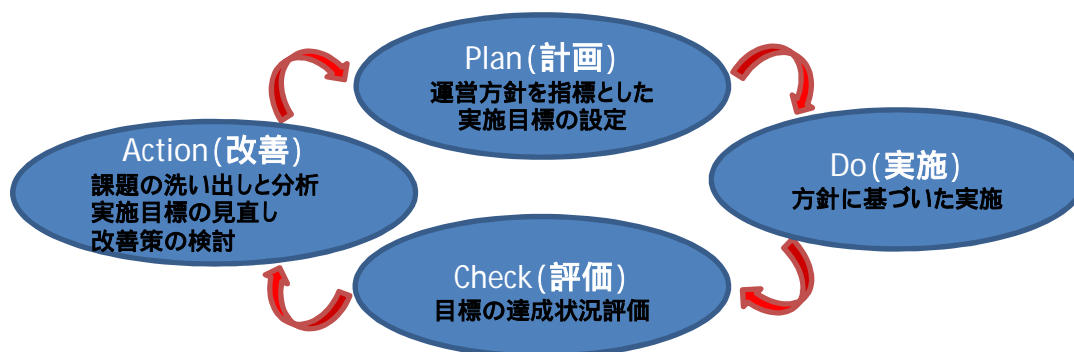 Plan(計画)
運営方針を指標とした
実施目標の設定
Action(改善)
課題の洗い出しと分析
実施目標の見直し
改善策の検討
Do(実施)
方針に基づいた実施
Check(評価)
目標の達成状況評価